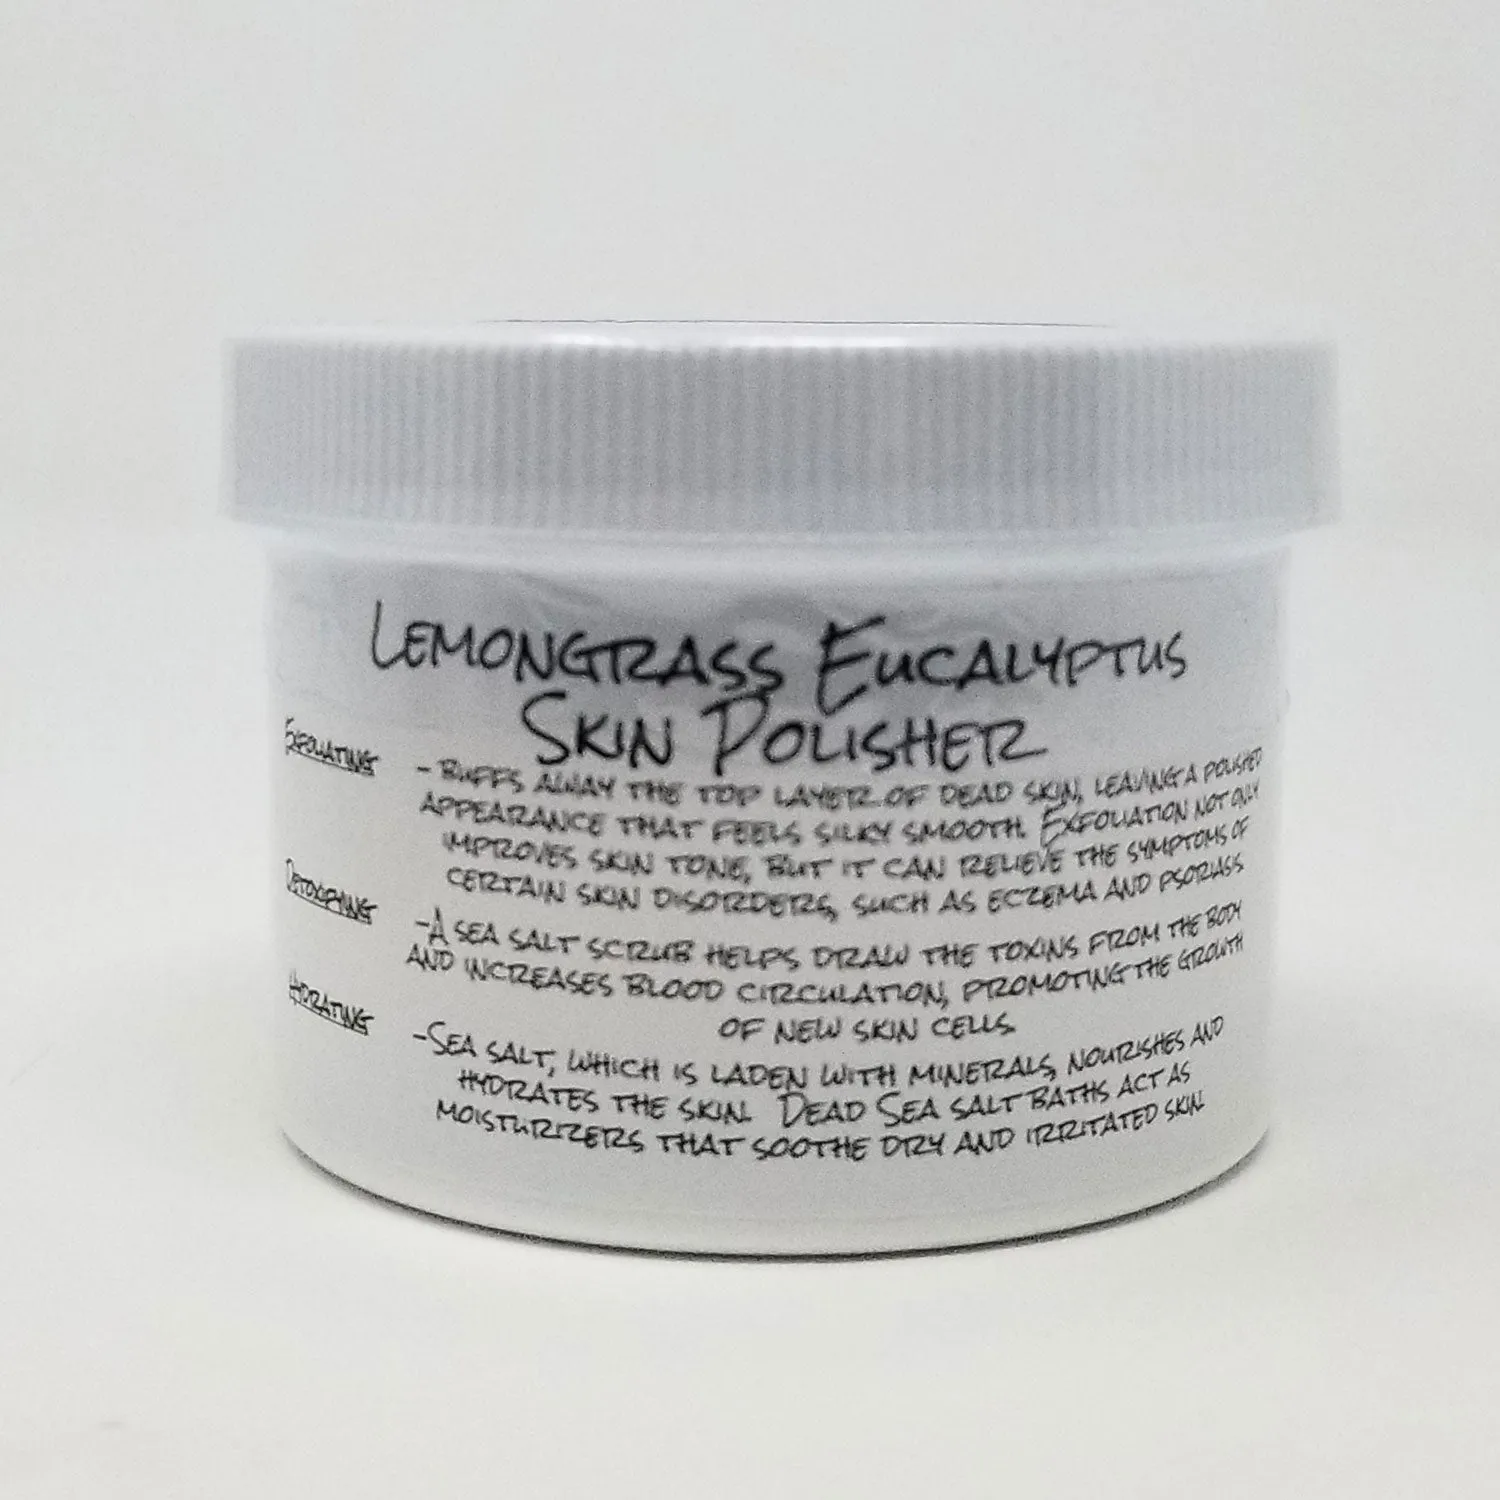 Lemongrass Eucalyptus
Skin Polisher
Exfoliating - Buffs away the top layer of dead skin, leaving a polished
appearance that feels silky smooth. Exfoliation not only
improves skin tone, but it can relieve the symptoms of
certain skin disorders, such as eczema and psoriasis.
Detoxifying -A sea salt scrub helps draw the toxins from the body
and increases blood circulation, promoting the growth
of new skin cells.
Hydrating -Sea salt, which is laden with minerals, nourishes and
hydrates the skin. Dead Sea salt baths act as
moisturizers that soothe dry and irritated skin.